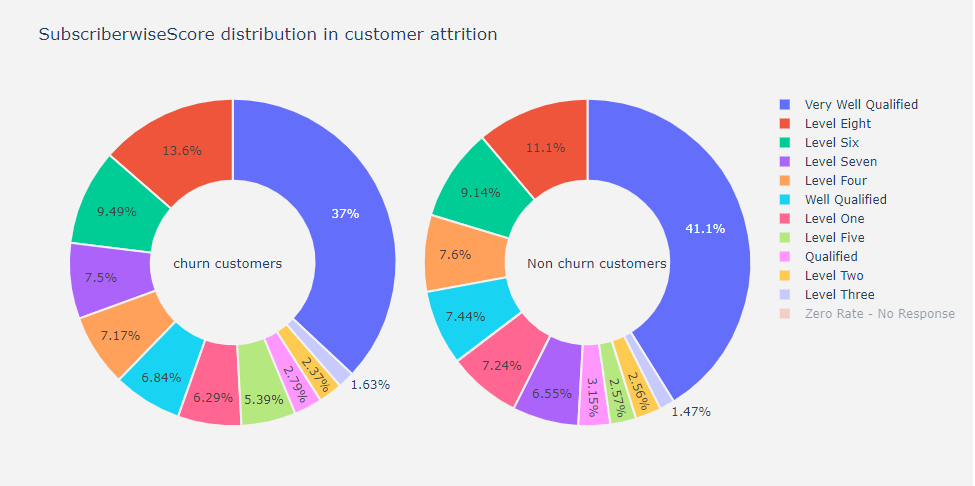 SubscriberwiseScore distribution in customer attrition
13.6%
37%
9.49%
7.5%
churn customers
7.17%
6.84%
6.29%
5.39%
2.79%
2.37%
1.63%
11.1%
9.14%
41.1%
7.6%
Non churn customers
7.44%
7.24%
6.55%
3.15%
2.57%
2.56%
1.47%
Very Well Qualified
Level Eight
Level Six
Level Seven
Level Four
Well Qualified
Level One
Level Five
Qualified
Level Two
Level Three
Zero Rate - No Response